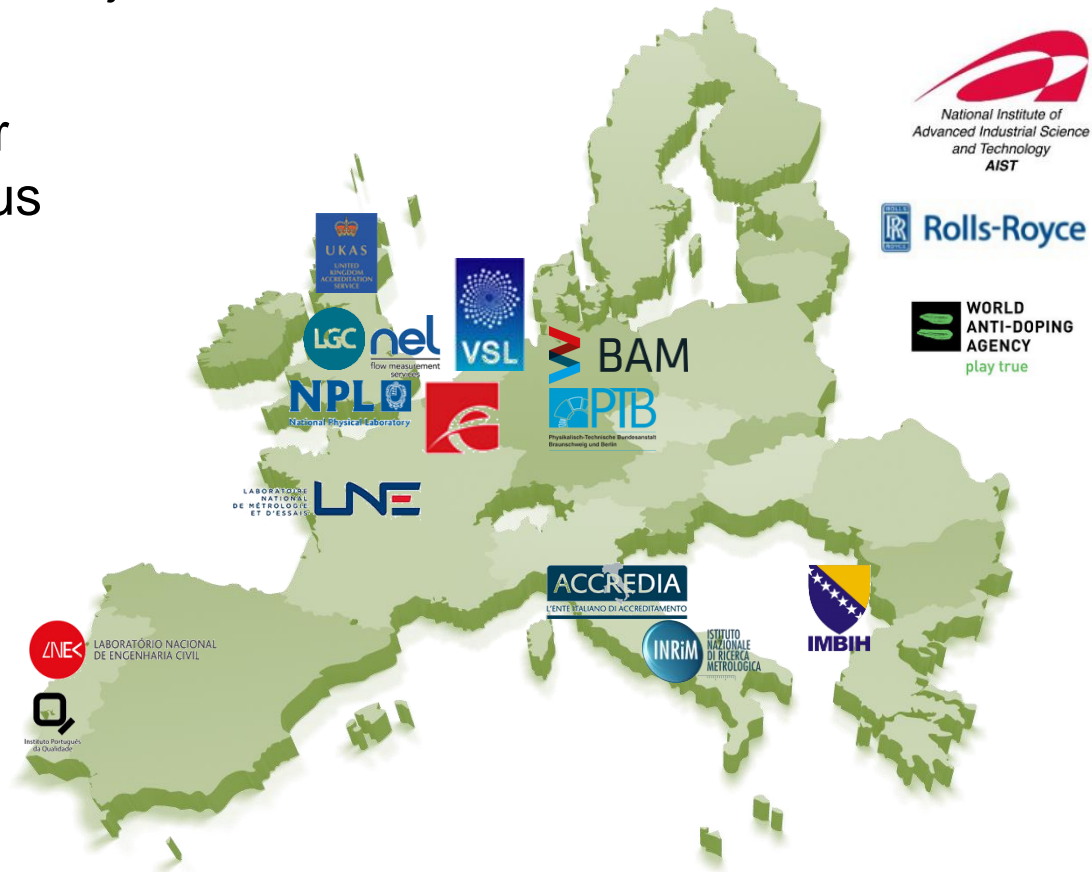 r
us
National Institute of
Advanced Industrial Science
and Technology
AIST
ROLLS
RR
ROYCE
Rolls-Royce
WORLD
ANTI-DOPING
AGENCY
play true
UKAS
UNITED
KINGDOM
ACCREDITATION
SERVICE
LGC
nel
flow measurement
services
VSL
BAM
NPL
National Physical Laboratory
e
PTB
Physikalisch-Technische Bundesanstalt
Braunschweig und Berlin
LABORATOIRE
NATIONAL
DE MÉTROLOGIE
ET D'ESSAIS
LNE
ACCREDIA
L'ENTE ITALIANO DI ACCREDITAMENTO
INRiM
ISTITUTO
NAZIONALE
DI RICERCA
METROLOGICA
IMBIH
LNEC
LABORATÓRIO NACIONAL
DE ENGENHARIA CIVIL
Q
Instituto Português
da Qualidade